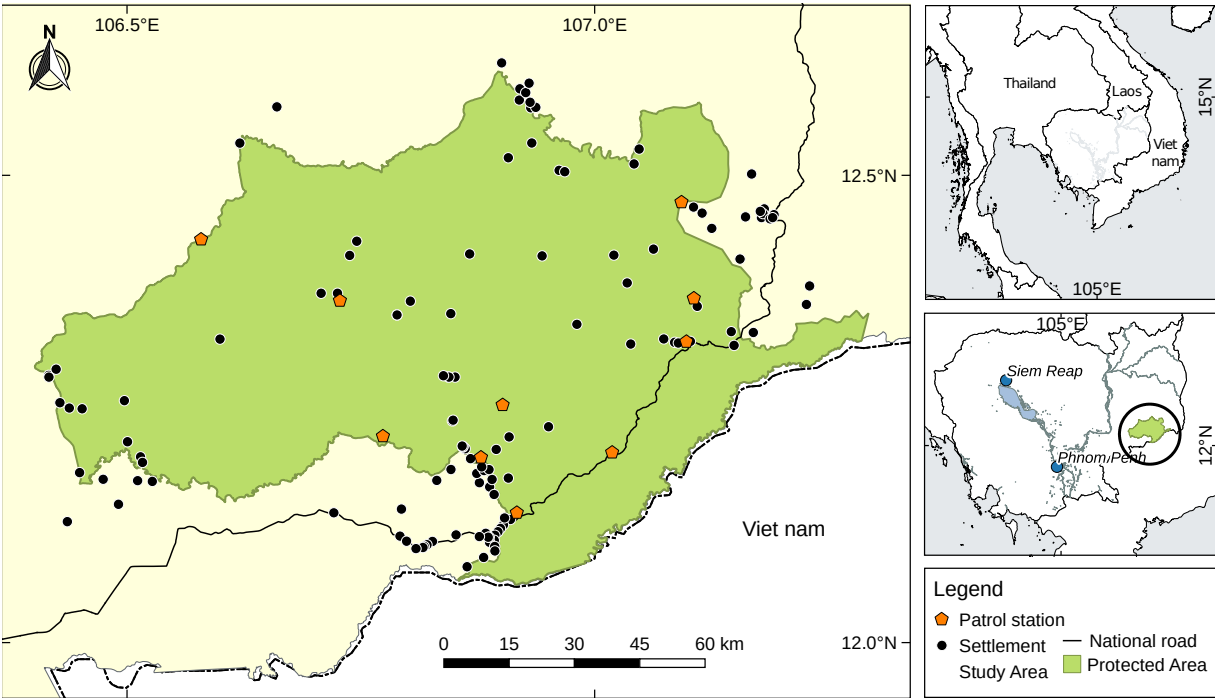 106.5°E
107.0°E
N
12.5°N
Viet nam
0 15 30 45 60 km
12.0°N
Thailand
Laos
15°N
Viet
nam
105°E
105°E
Siem Reap
12°N
Phnom Penh
Legend
Patrol station
Settlement
Study Area
National road
Protected Area